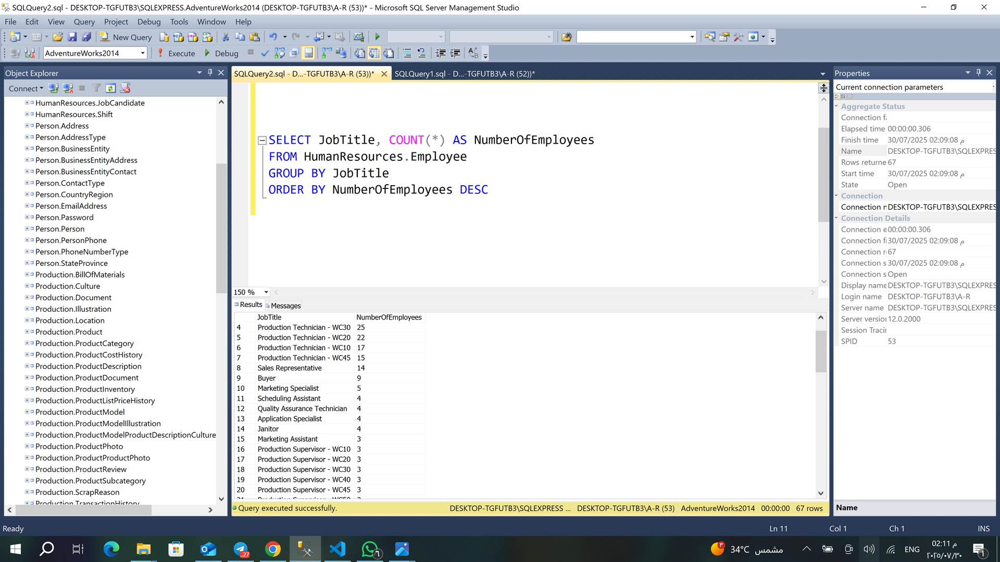 SQLQuery2.sql - DESKTOP-TGFUTB3\SQLEXPRESS.AdventureWorks2014 (DESKTOP-TGFUTB3\A-R (53))* - Microsoft SQL Server Management Studio
File Edit View Query Project Debug Tools Window Help
New Query
AdventureWorks2014 Execute Debug
Object Explorer
Connect
HumanResources.JobCandidate
HumanResources.Shift
Person.Address
Person.AddressType
Person.BusinessEntity
Person.BusinessEntityAddress
Person.BusinessEntityContact
Person.ContactType
Person.CountryRegion
Person.EmailAddress
Person.Password
Person.Person
Person.PersonPhone
Person.PhoneNumberType
Person.StateProvince
Production.BillOfMaterials
Production.Culture
Production.Document
Production.Illustration
Production.Location
Production.Product
Production.ProductCategory
Production.ProductCostHistory
Production.ProductDescription
Production.ProductDocument
Production.ProductInventory
Production.ProductListPriceHistory
Production.ProductModel
Production.ProductModelIllustration
Production.ProductModelProductDescriptionCulture
Production.ProductPhoto
Production.ProductProductPhoto
Production.ProductReview
Production.ProductSubcategory
Production.ScrapReason
Production.TransactionHistory
SQLQuery2.sql - D...-TGFUTB3\A-R (53))* SQLQuery1.sql - D...-TGFUTB3\A-R (52))*
SELECT JobTitle, COUNT(*) AS NumberOfEmployees
FROM HumanResources.Employee
GROUP BY JobTitle
ORDER BY NumberOfEmployees DESC
150 %
Results Messages
JobTitle NumberOfEmployees
4 Production Technician - WC30 25
5 Production Technician - WC20 22
6 Production Technician - WC10 17
7 Production Technician - WC45 15
8 Sales Representative 14
9 Buyer 9
10 Marketing Specialist 5
11 Scheduling Assistant 4
12 Quality Assurance Technician 4
13 Application Specialist 4
14 Janitor 4
15 Marketing Assistant 3
16 Production Supervisor - WC10 3
17 Production Supervisor - WC20 3
18 Production Supervisor - WC30 3
19 Production Supervisor - WC40 3
20 Production Supervisor - WC45 3
Query executed successfully. DESKTOP-TGFUTB3\SQLEXPRESS ... DESKTOP-TGFUTB3\A-R (53) AdventureWorks2014 00:00:00 67 rows
Properties
Current connection parameters
Aggregate Status
Connection fa
Elapsed time 00:00:00.306
Finish time 30/07/2025 02:09:08 م
Name DESKTOP-TGFUTB3\SQLEXPRES
Rows returne 67
Start time 30/07/2025 02:09:08 م
State Open
Connection
Connection n DESKTOP-TGFUTB3\SQLEXPRES
Connection Details
Connection e 00:00:00.306
Connection fi 30/07/2025 02:09:08 م
Connection r 67
Connection s 30/07/2025 02:09:08 م
Connection s Open
Display name DESKTOP-TGFUTB3\SQLEXPRES
Login name DESKTOP-TGFUTB3\A-R
Server name DESKTOP-TGFUTB3\SQLEXPRES
Server version 12.0.2000
Session Tracin
SPID 53
Name
Ready Ln 11 Col 1 Ch 1 INS
34°C مشمس ENG 02:11 م
٢٠٢٥/٠٧/٣٠